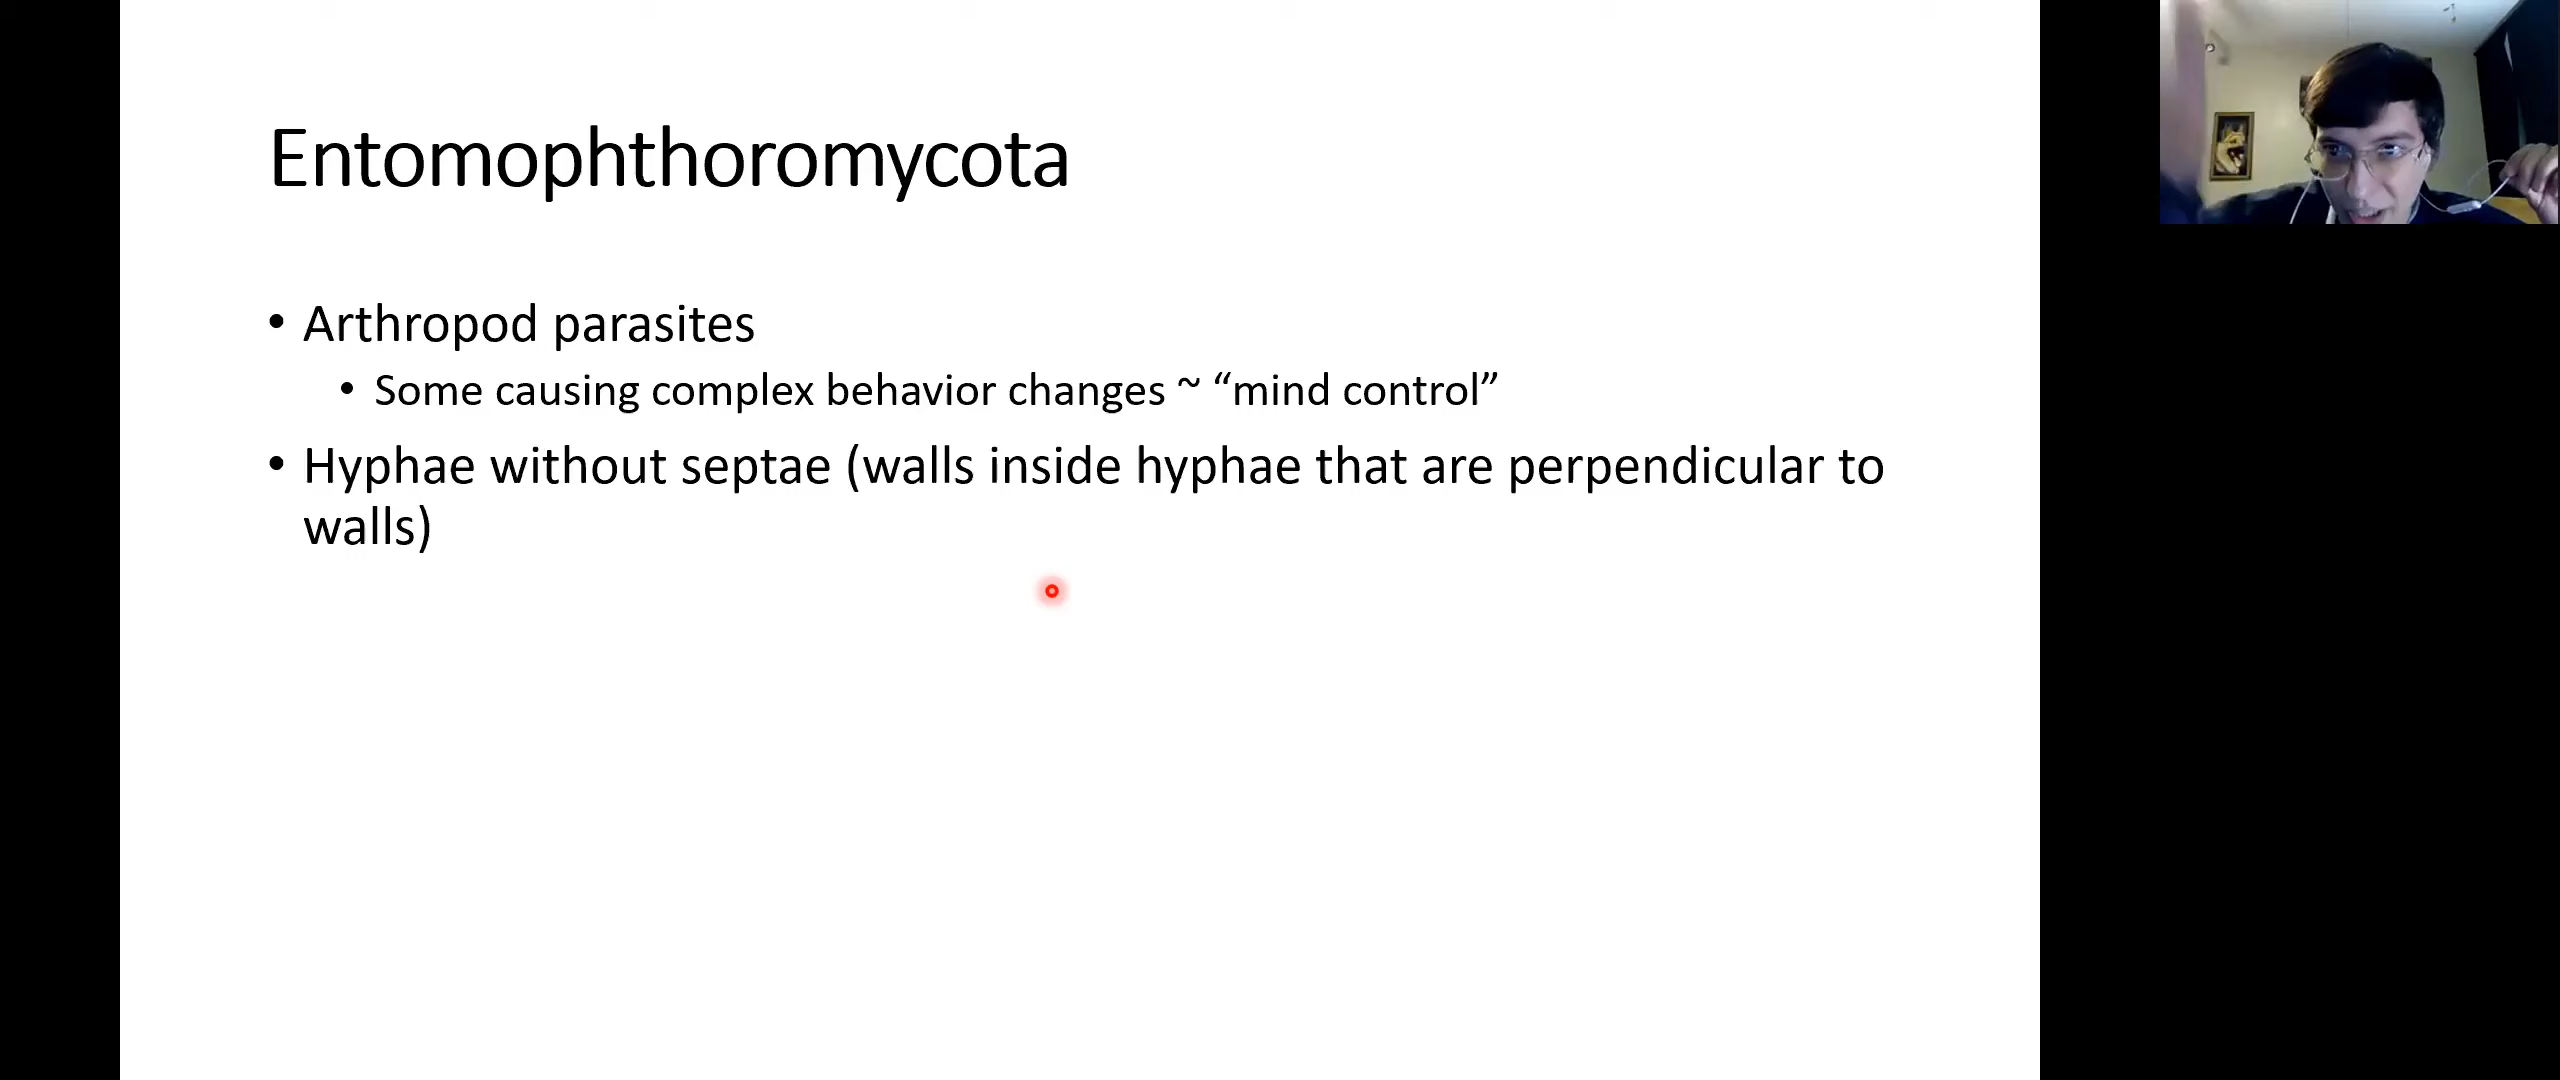 Entomophthoromycota
• Arthropod parasites
• Some causing complex behavior changes ~ “mind control”
• Hyphae without septae (walls inside hyphae that are perpendicular to
walls)